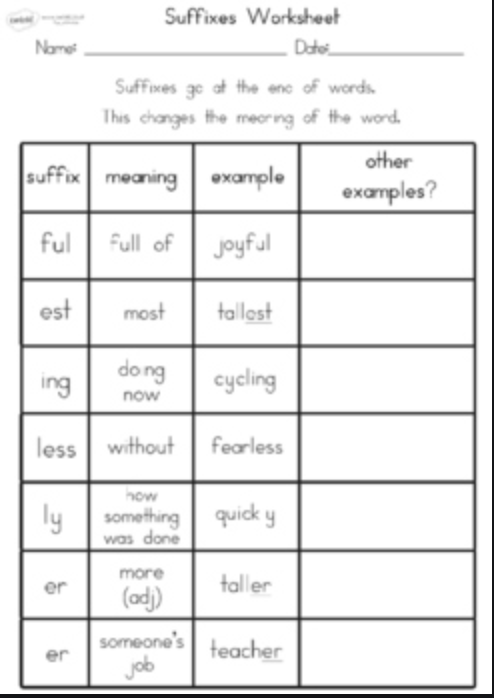 Suffixes Worksheet
Name: Date:
Suffixes go at the end of words.
This changes the meaning of the word.
suffix meaning example other examples?
ful full of joyful
est most tallest
ing doing now cycling
less without fearless
ly how something was done quickly
er more (adj) taller
er someone's job teacher